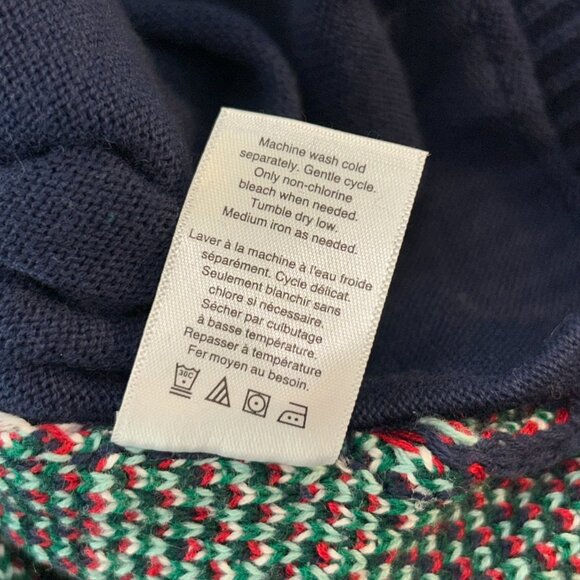 Machine wash cold
separately. Gentle cycle.
Only non-chlorine
bleach when needed.
Tumble dry low.
Medium iron as needed.
Laver à la machine à l'eau froide
séparément. Cycle délicat.
Seulement blanchir sans
chlore si nécessaire.
Sécher par culbutage
à basse température.
Repasser à température
Fer moyen au besoin.
30C